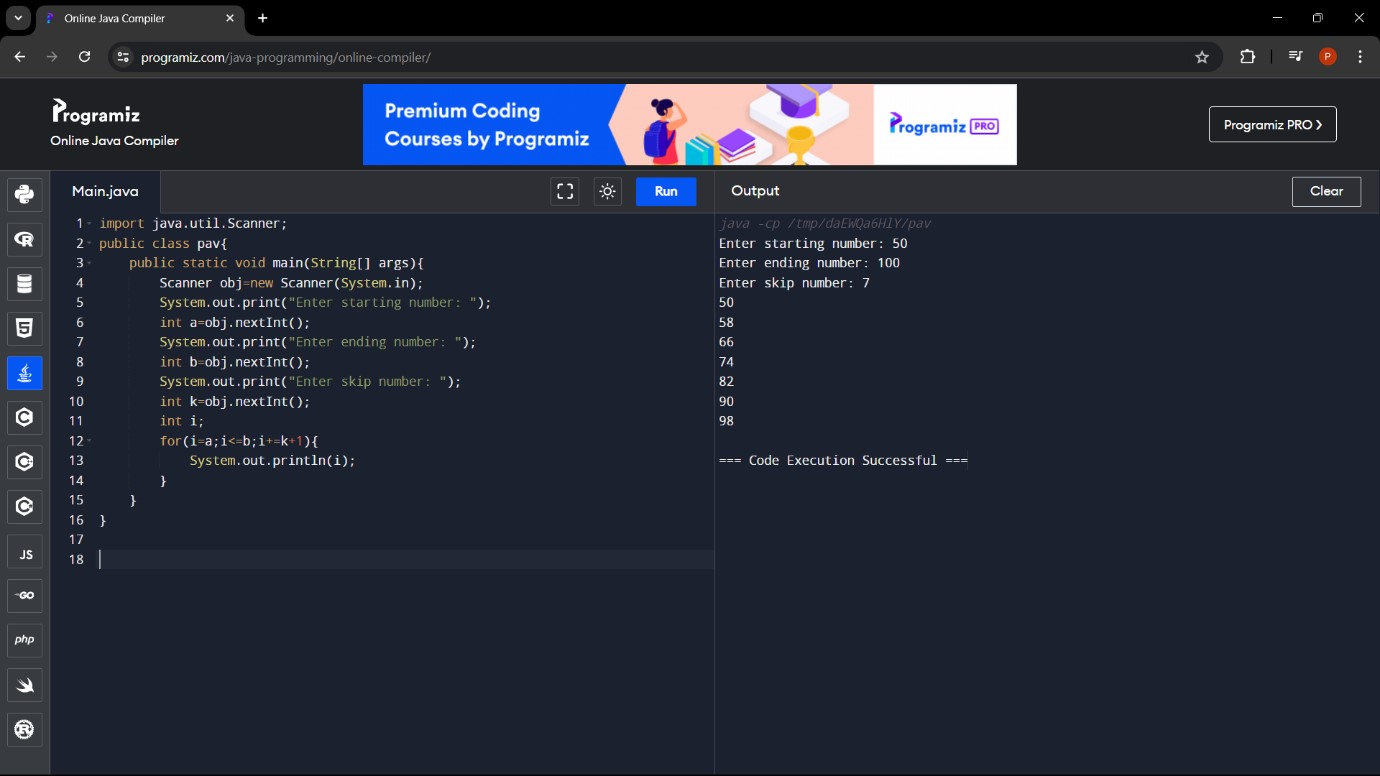 Online Java Compiler
programiz.com/java-programming/online-compiler/
P
Programiz
Online Java Compiler
Premium Coding
Courses by Programiz
Programiz PRO
Programiz PRO
Main.java
Run
Output
Clear
1 import java.util.Scanner;
2 public class pav{
3     public static void main(String[] args){
4         Scanner obj=new Scanner(System.in);
5         System.out.print("Enter starting number: ");
6         int a=obj.nextInt();
7         System.out.print("Enter ending number: ");
8         int b=obj.nextInt();
9         System.out.print("Enter skip number: ");
10         int k=obj.nextInt();
11         int i;
12         for(i=a;i<=b;i+=k+1){
13             System.out.println(i);
14         }
15     }
16 }
17
18
java -cp /tmp/daEWQa6HlY/pav
Enter starting number: 50
Enter ending number: 100
Enter skip number: 7
50
58
66
74
82
90
98
=== Code Execution Successful ===
R
5
C
C
C
JS
GO
php
R